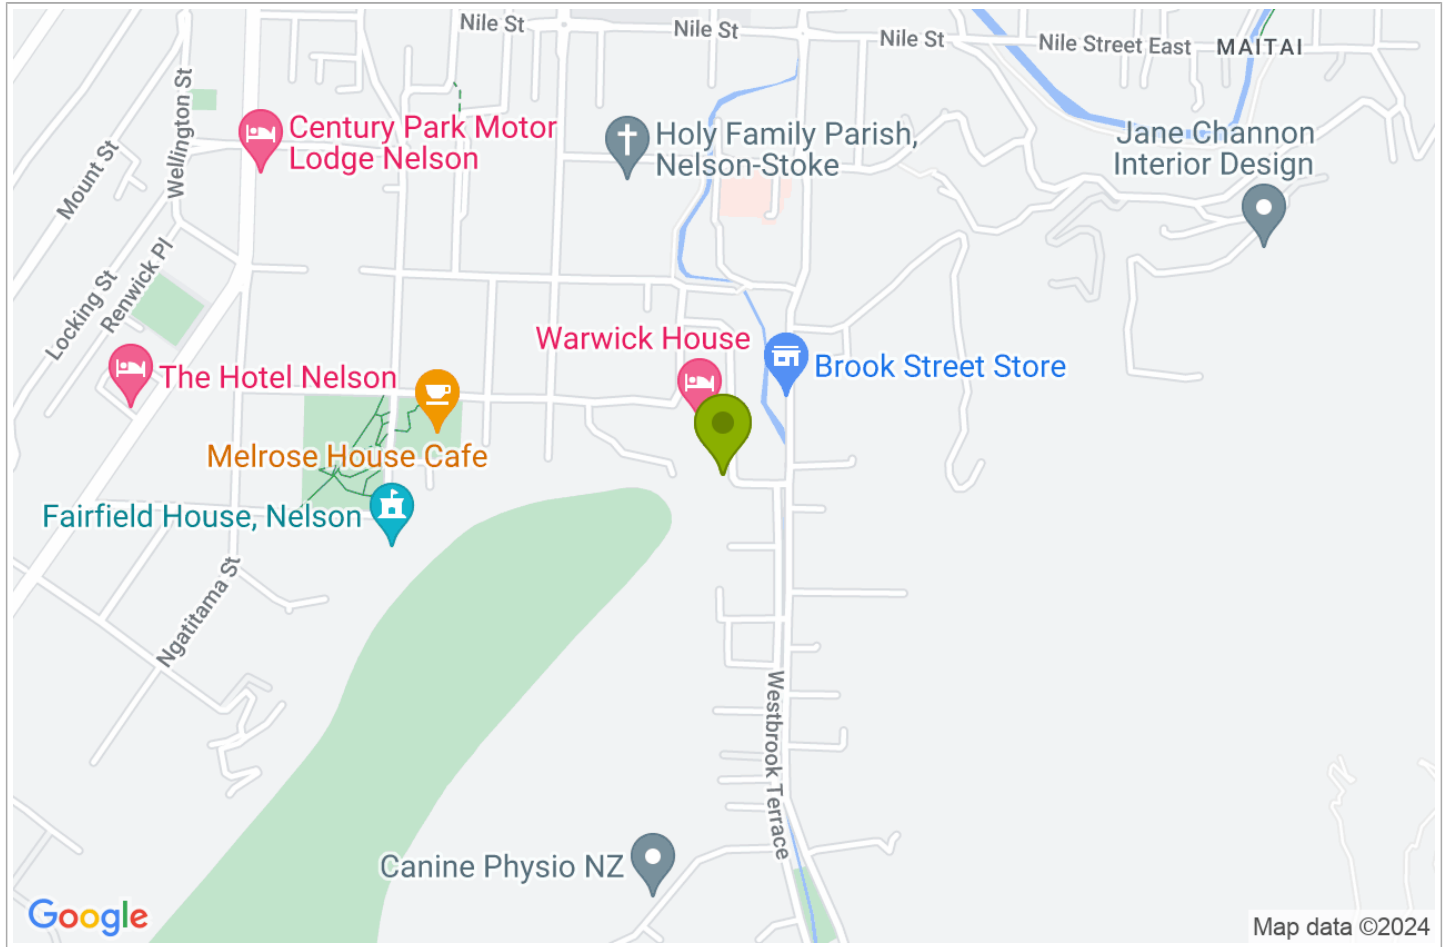 Nile St
Nile St
Nile St
Nile Street East
MAITAI
Wellington St
Mount St
Century Park Motor
Lodge Nelson
Holy Family Parish,
Nelson-Stoke
Jane Channon
Interior Design
Renwick Pl
Locking St
Warwick House
The Hotel Nelson
Brook Street Store
Melrose House Cafe
Fairfield House, Nelson
Ngatitama St
Westbrook Terrace
Canine Physio NZ
Google
Map data ©2024